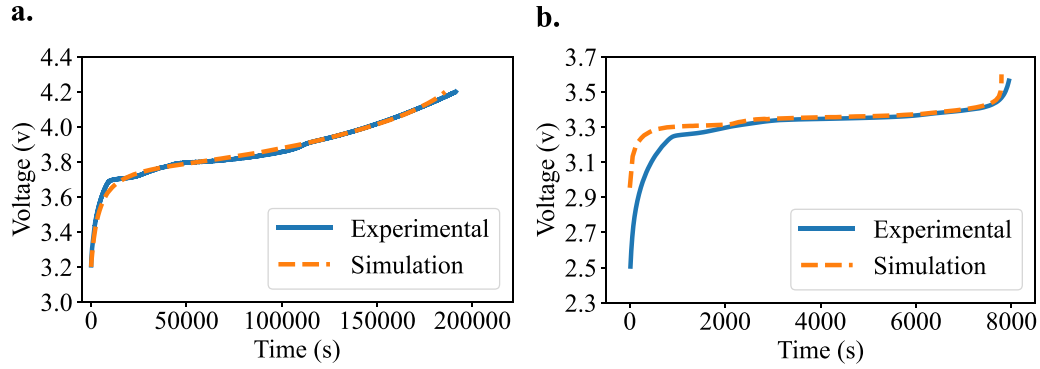 a.
Voltage (v)
4.4
4.2
4.0
3.8
3.6
3.4
3.2
3.0
Experimental
Simulation
0 50000 100000 150000 200000
Time (s)
b.
Voltage (v)
3.7
3.5
3.3
3.1
2.9
2.7
2.5
2.3
Experimental
Simulation
0 2000 4000 6000 8000
Time (s)